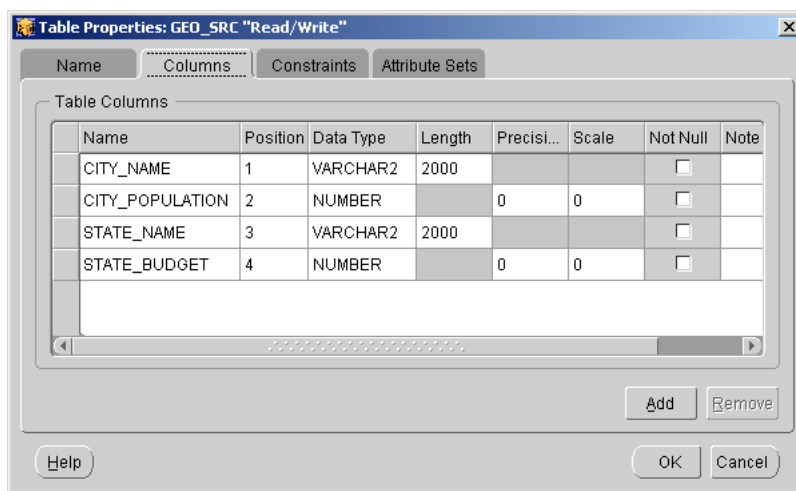 Table Properties: GEO_SRC "Read/Write"
Name Columns Constraints Attribute Sets
Table Columns
Name Position Data Type Length Precisi... Scale Not Null Note
CITY_NAME 1 VARCHAR2 2000
CITY_POPULATION 2 NUMBER 0 0
STATE_NAME 3 VARCHAR2 2000
STATE_BUDGET 4 NUMBER 0 0
Add Remove
Help OK Cancel